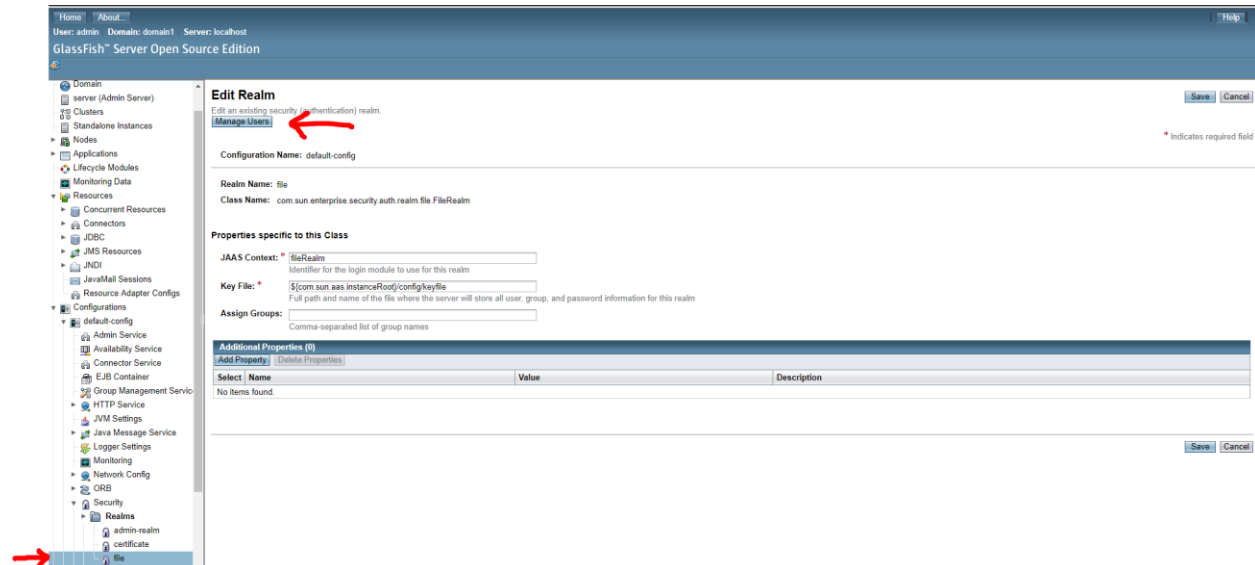 Home About... Help
User: admin Domain: domain1 Server: localhost
GlassFish™ Server Open Source Edition
Domain
server (Admin Server)
Clusters
Standalone Instances
Nodes
Applications
Lifecycle Modules
Monitoring Data
Resources
Concurrent Resources
Connectors
JDBC
JMS Resources
JNDI
JavaMail Sessions
Resource Adapter Configs
Configurations
default-config
Admin Service
Availability Service
Connector Service
EJB Container
Group Management Servic
HTTP Service
JVM Settings
Java Message Service
Logger Settings
Monitoring
Network Config
ORB
Security
Realms
admin-realm
certificate
file
Edit Realm
Save Cancel
Edit an existing security (authentication) realm.
Manage Users
* Indicates required field
Configuration Name: default-config
Realm Name: file
Class Name: com.sun.enterprise.security.auth.realm.file.FileRealm
Properties specific to this Class
JAAS Context: * fileRealm
Identifier for the login module to use for this realm
Key File: * ${com.sun.aas.instanceRoot}/config/keyfile
Full path and name of the file where the server will store all user, group, and password information for this realm
Assign Groups:
Comma-separated list of group names
Additional Properties (0)
Add Property Delete Properties
Select Name Value Description
No items found.
Save Cancel